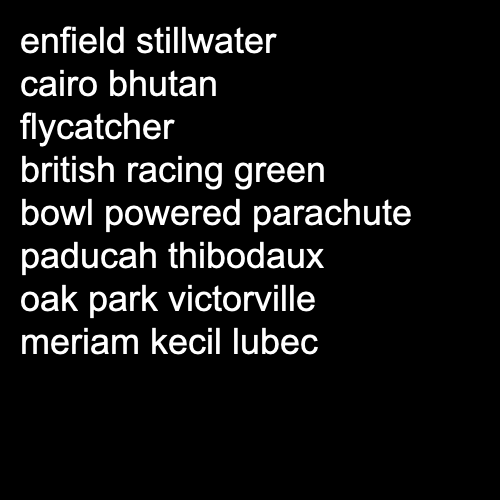 enfield stillwater
cairo bhutan
flycatcher
british racing green
bowl powered parachute
paducah thibodaux
oak park victorville
meriam kecil lubec